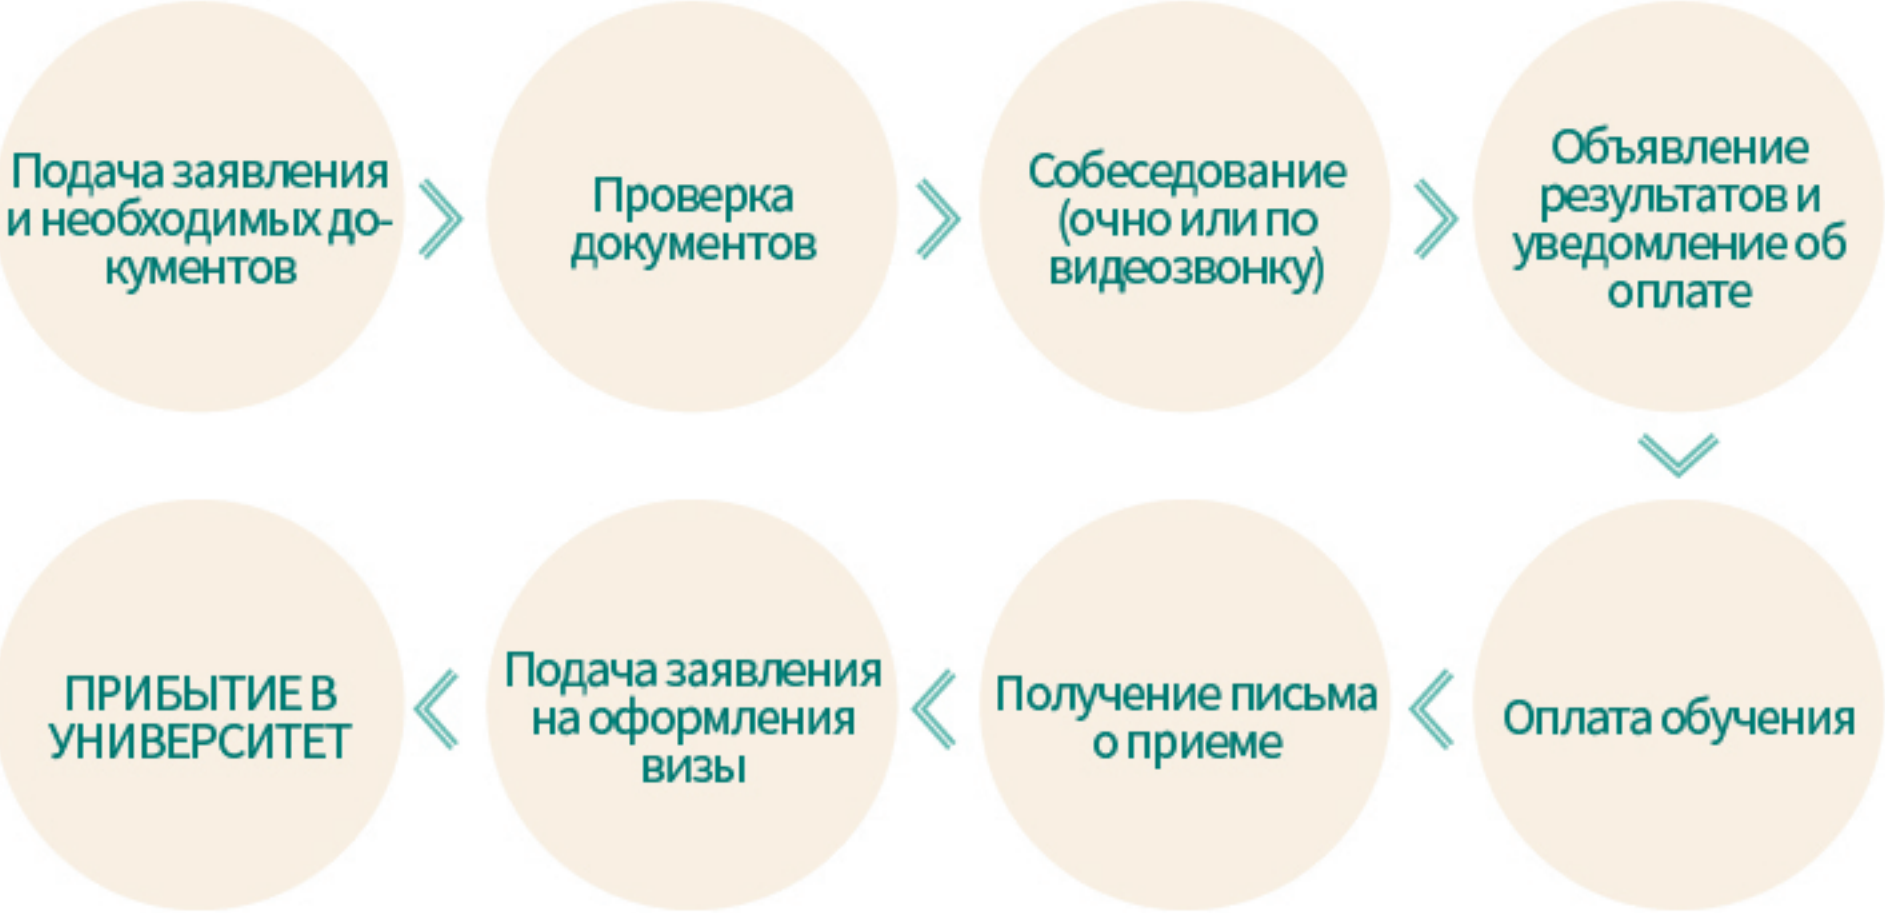 Подача заявления
и необходимых до-
кументов
Проверка
документов
Собеседование
(очно или по
видеозвонку)
Объявление
результатов и
уведомление об
оплате
Оплата обучения
Получение письма
о приеме
Подача заявления
на оформления
визы
ПРИБЫТИЕ В
УНИВЕРСИТЕТ